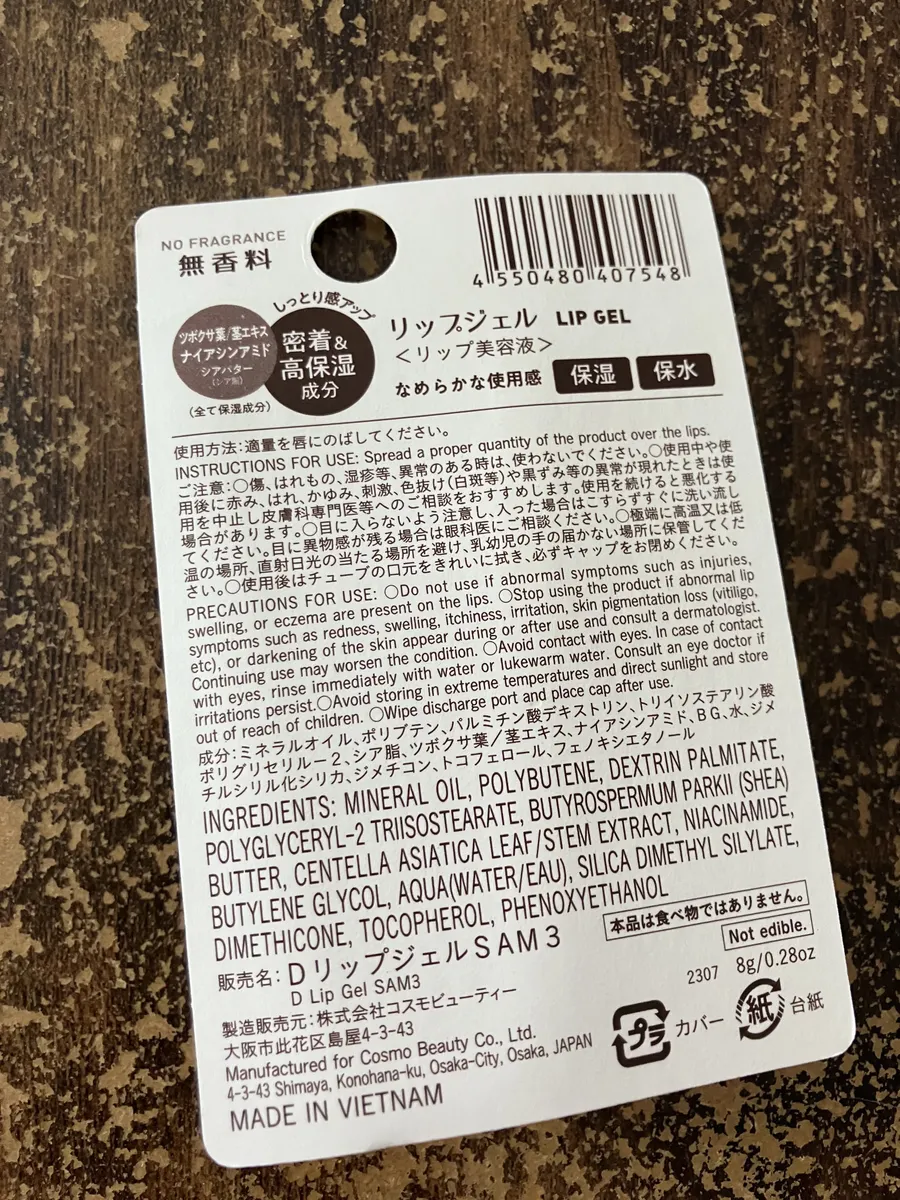 NO FRAGRANCE
無香料
4 550480 407548
ツボクサ葉/茎エキス
ナイアシンアミド
シアバター
(シア脂)
(全て保湿成分)
しっとり感アップ
密着&
高保湿
成分
リップジェル LIP GEL
<リップ美容液>
なめらかな使用感 保湿 保水
使用方法:適量を唇にのばしてください。
INSTRUCTIONS FOR USE: Spread a proper quantity of the product over the lips.
ご注意:○傷、はれもの、湿疹等、異常のある時は、使わないでください。○使用中や使
用後に赤み、はれ、かゆみ、刺激、色抜け(白斑等)や黒ずみ等の異常が現れたときは使
用を中止し皮膚科専門医等へのご相談をおすすめします。使用を続けると悪化する
場合があります。○目に入らないよう注意し、入った場合はこすらずすぐに洗い流し
てください。目に異物感が残る場合は眼科医にご相談ください。○極端に高温又は低
温の場所、直射日光の当たる場所を避け、乳幼児の手の届かない場所に保管してくだ
さい。○使用後はチューブの口元をきれいに拭き、必ずキャップをお閉めください。
PRECAUTIONS FOR USE: ○Do not use if abnormal symptoms such as injuries,
swelling, or eczema are present on the lips. ○Stop using the product if abnormal lip
symptoms such as redness, swelling, itchiness, irritation, skin pigmentation loss (vitiligo,
etc), or darkening of the skin appear during or after use and consult a dermatologist.
Continuing use may worsen the condition. ○Avoid contact with eyes. In case of contact
with eyes, rinse immediately with water or lukewarm water. Consult an eye doctor if
irritations persist.○Avoid storing in extreme temperatures and direct sunlight and store
out of reach of children. ○Wipe discharge port and place cap after use.
成分:ミネラルオイル、ポリブテン、パルミチン酸デキストリン、トリイソステアリン酸
ポリグリセリル-2、シア脂、ツボクサ葉/茎エキス、ナイアシンアミド、BG、水、ジメ
チルシリル化シリカ、ジメチコン、トコフェロール、フェノキシエタノール
INGREDIENTS: MINERAL OIL, POLYBUTENE, DEXTRIN PALMITATE,
POLYGLYCERYL-2 TRIISOSTEARATE, BUTYROSPERMUM PARKII (SHEA)
BUTTER, CENTELLA ASIATICA LEAF/STEM EXTRACT, NIACINAMIDE,
BUTYLENE GLYCOL, AQUA(WATER/EAU), SILICA DIMETHYL SILYLATE,
DIMETHICONE, TOCOPHEROL, PHENOXYETHANOL
本品は食べ物ではありません。
Not edible.
販売名:DリップジェルSAM3
D Lip Gel SAM3
2307 8g/0.28oz
製造販売元:株式会社コスモビューティー
大阪市此花区島屋4-3-43
Manufactured for Cosmo Beauty Co., Ltd.
4-3-43 Shimaya, Konohana-ku, Osaka-City, Osaka, JAPAN
MADE IN VIETNAM
プラ カバー 紙 台紙